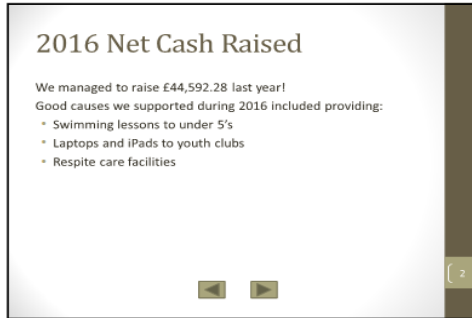 2016 Net Cash Raised
We managed to raise £44,592.28 last year!
Good causes we supported during 2016 included providing:
• Swimming lessons to under 5's
• Laptops and iPads to youth clubs
• Respite care facilities
2